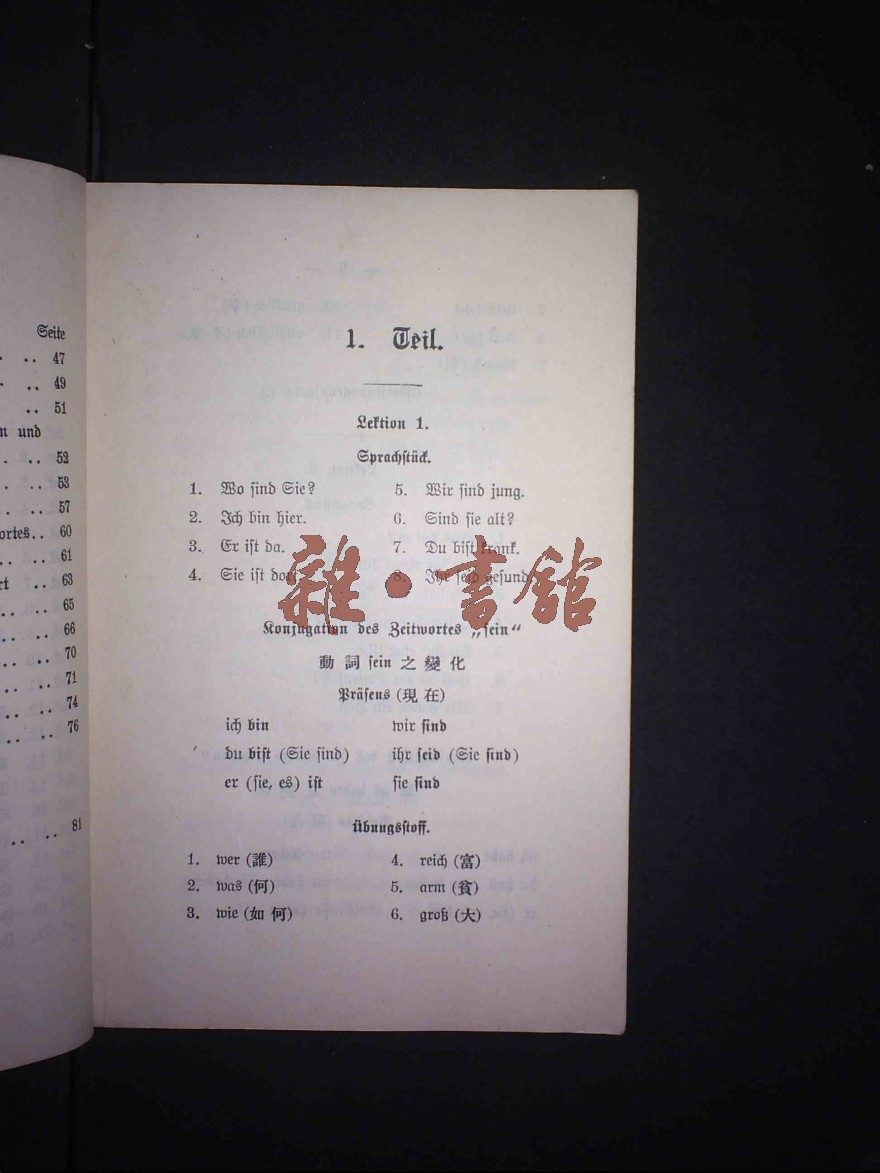 Seite
.. 47
.. 49
.. 51
n und
.. 52
.. 53
.. 57
ortes.. 60
.. 61
rt .. 63
.. 65
.. 66
.. 70
.. 71
.. 74
.. 76
.. 81
1. Teil.
Lektion 1.
Sprachstück.
1. Wo sind Sie? 5. Wir sind jung.
2. Ich bin hier. 6. Sind sie alt?
3. Er ist da. 7. Du bist krank.
4. Sie ist dort. 8. Ihr seid gesund.
雜·書館
Konjugation des Zeitwortes „sein“
動詞 sein 之變化
Präsens (現在)
ich bin wir sind
du bist (Sie sind) ihr seid (Sie sind)
er (sie, es) ist sie sind
Übungsstoff.
1. wer (誰) 4. reich (富)
2. was (何) 5. arm (貧)
3. wie (如何) 6. groß (大)